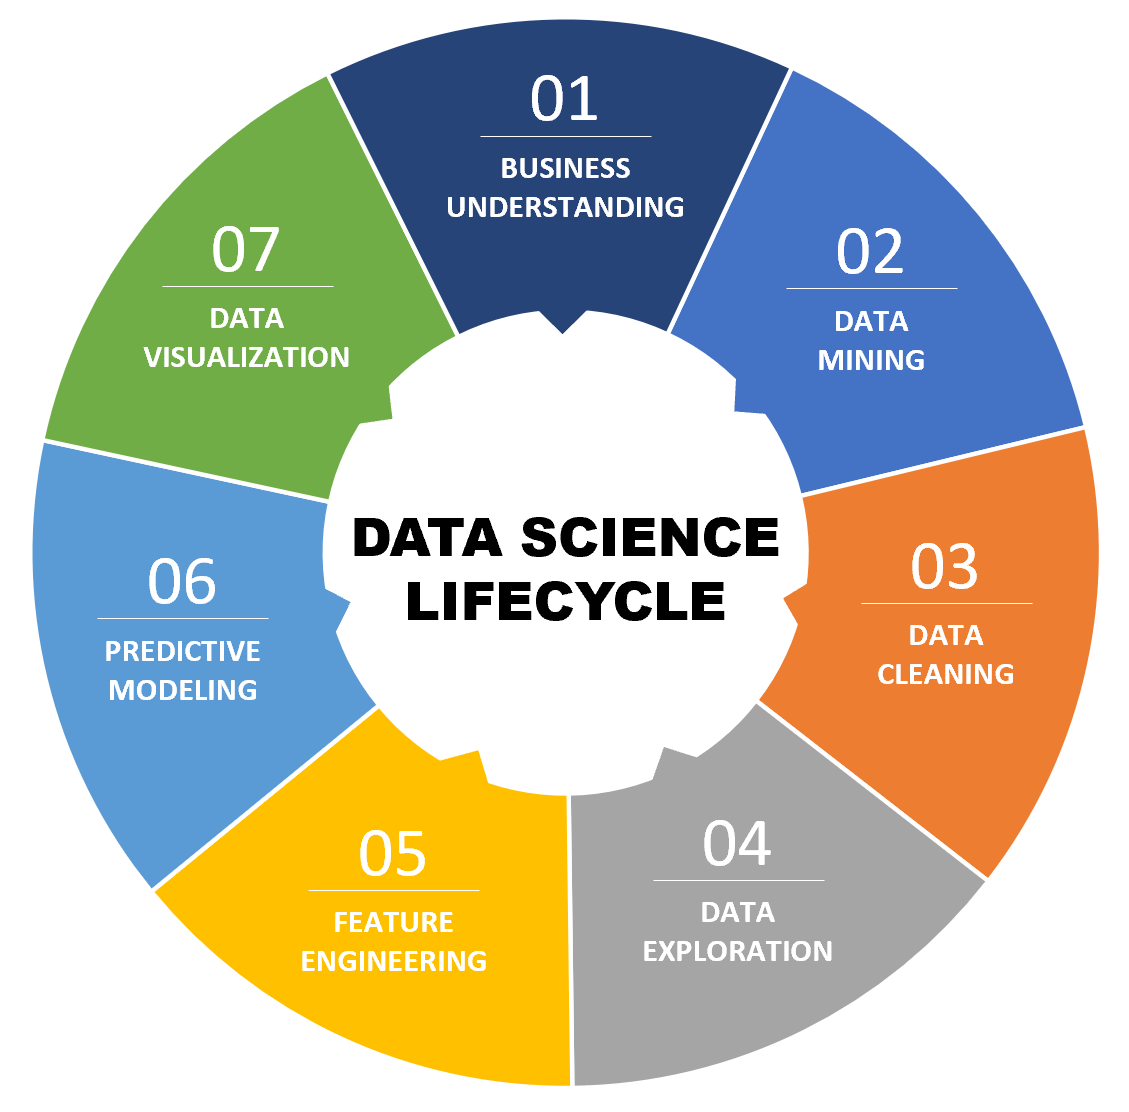 01
BUSINESS
UNDERSTANDING
02
DATA
MINING
03
DATA
CLEANING
04
DATA
EXPLORATION
05
FEATURE
ENGINEERING
06
PREDICTIVE
MODELING
07
DATA
VISUALIZATION
DATA SCIENCE
LIFECYCLE